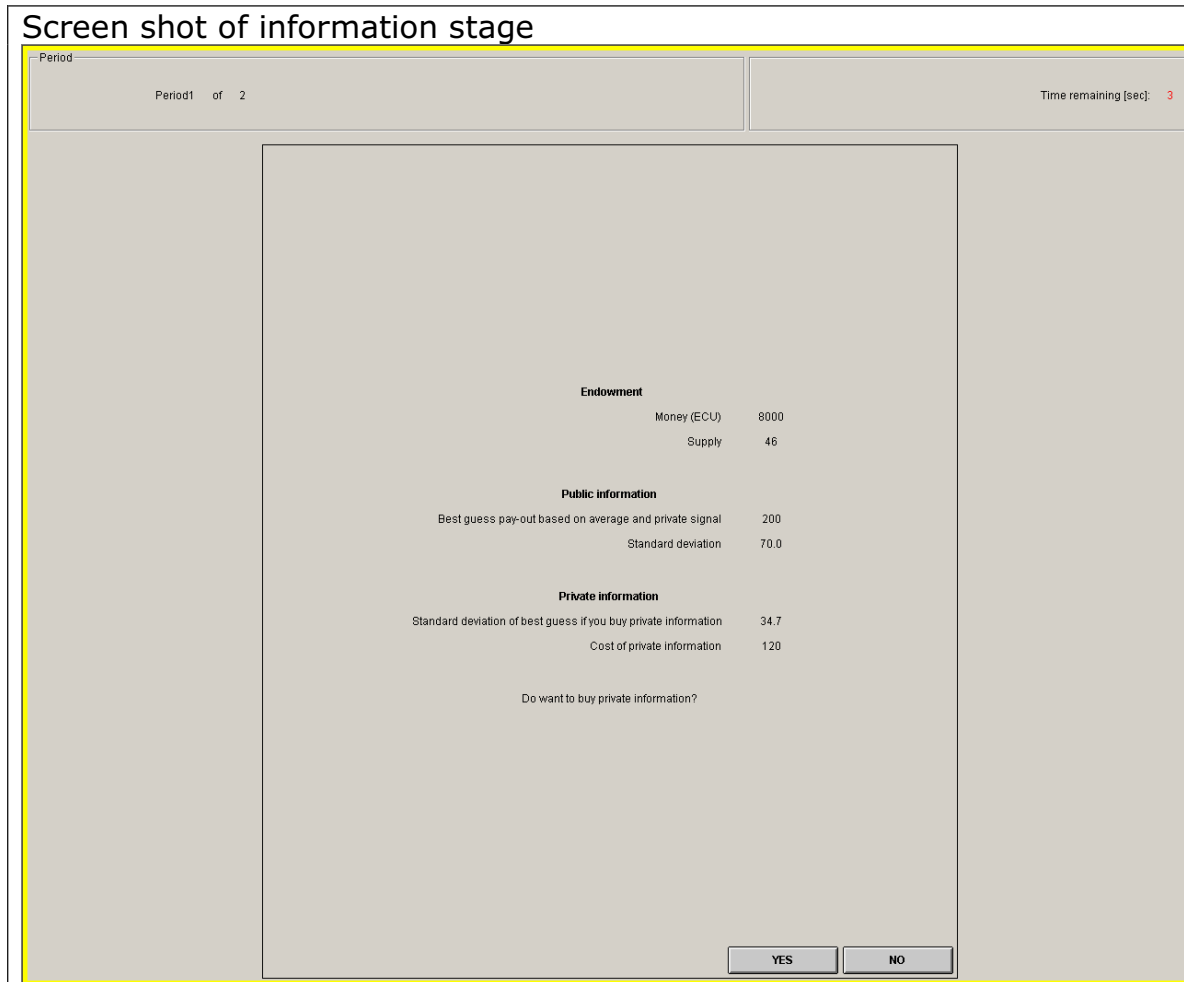 Screen shot of information stage
Period
Period1 of 2
Time remaining [sec]: 3
Endowment
Money (ECU) 8000
Supply 46
Public information
Best guess pay-out based on average and private signal 200
Standard deviation 70.0
Private information
Standard deviation of best guess if you buy private information 34.7
Cost of private information 120
Do want to buy private information?
YES NO